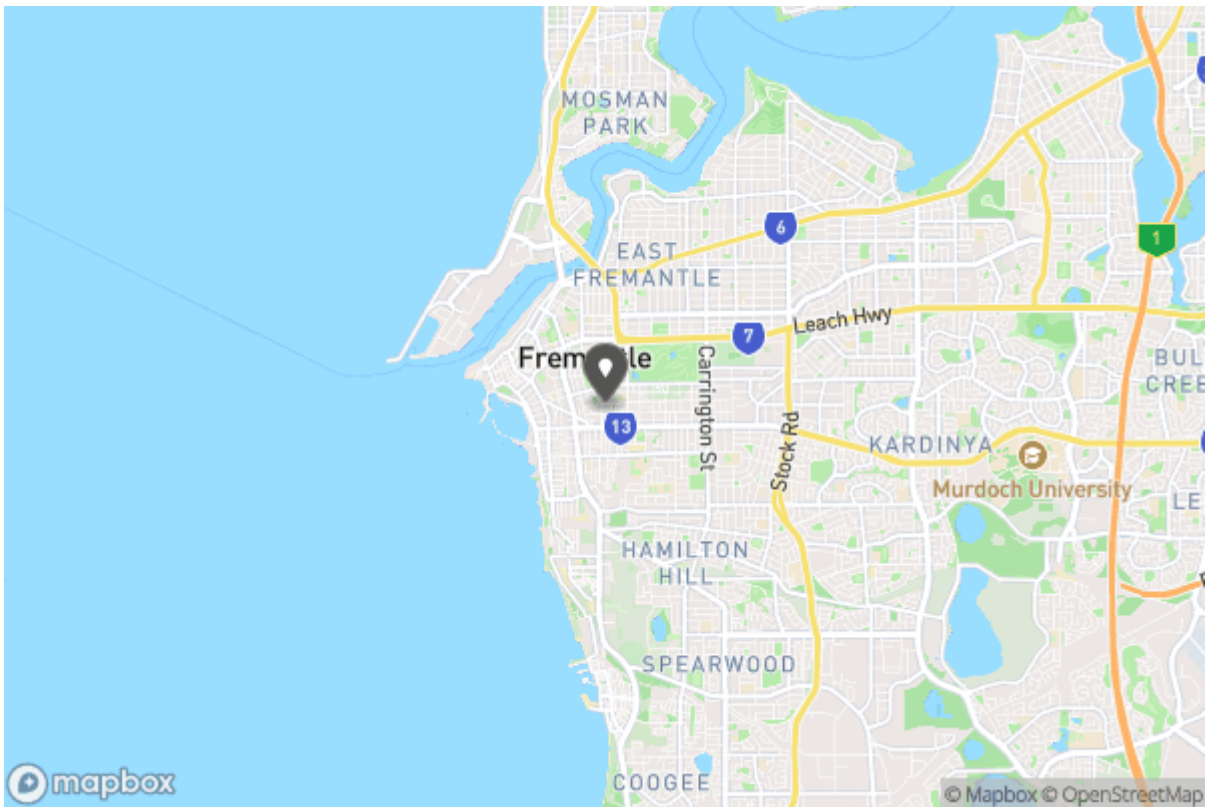 MOSMAN
PARK
6
1
EAST
FREMANTLE
Leach Hwy
7
Fremantle
Carrington St
BUL
CREE
13
Stock Rd
KARDINYA
Murdoch University
LE
HAMILTON
HILL
SPEARWOOD
COOGEE
mapbox
© Mapbox © OpenStreetMap